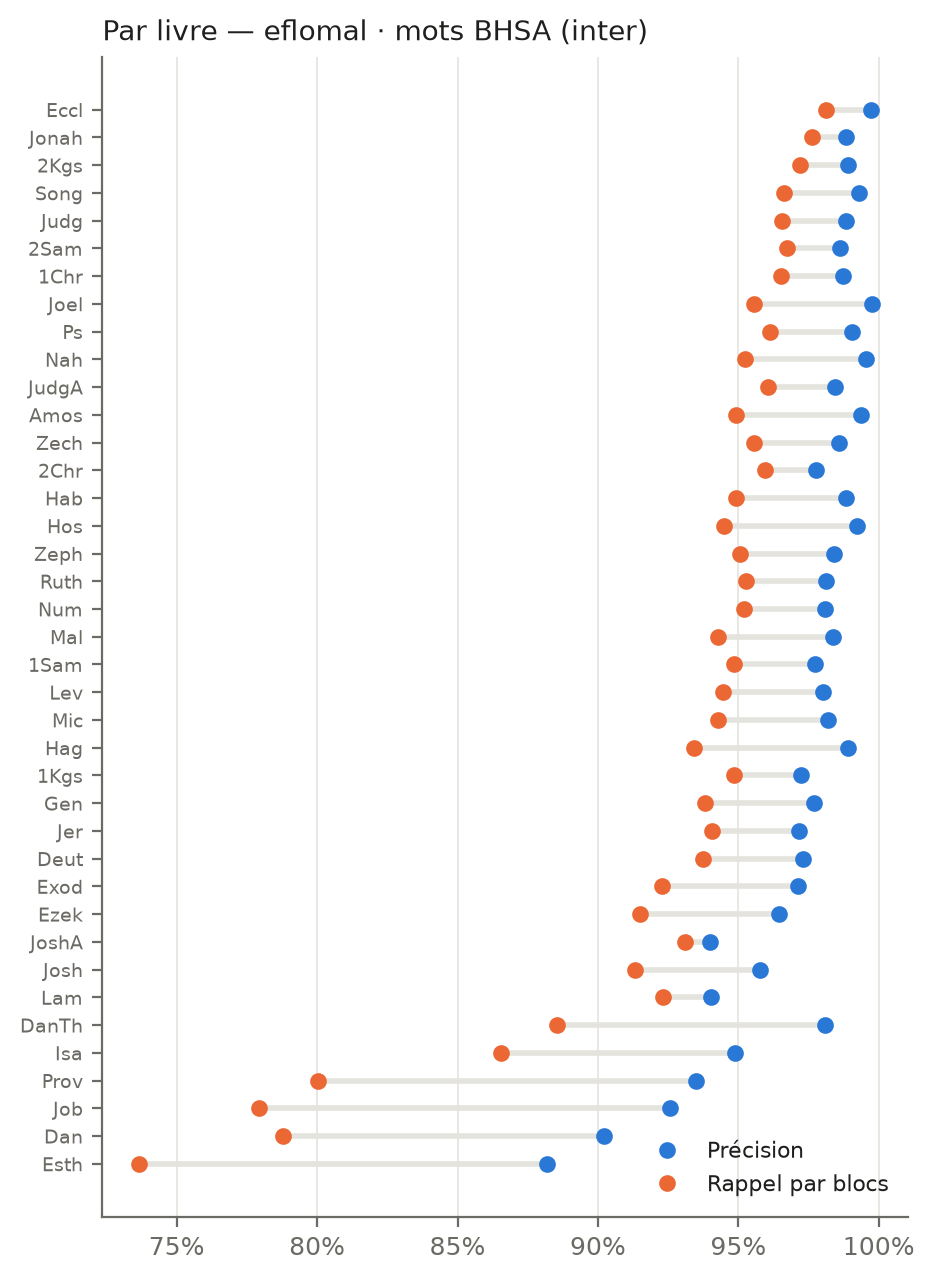 Par livre — eflomal · mots BHSA (inter)
Eccl
Jonah
2Kgs
Song
Judg
2Sam
1Chr
Joel
Ps
Nah
JudgA
Amos
Zech
2Chr
Hab
Hos
Zeph
Ruth
Num
Mal
1Sam
Lev
Mic
Hag
1Kgs
Gen
Jer
Deut
Exod
Ezek
JoshA
Josh
Lam
DanTh
Isa
Prov
Job
Dan
Esth
Précision
Rappel par blocs
75% 80% 85% 90% 95% 100%